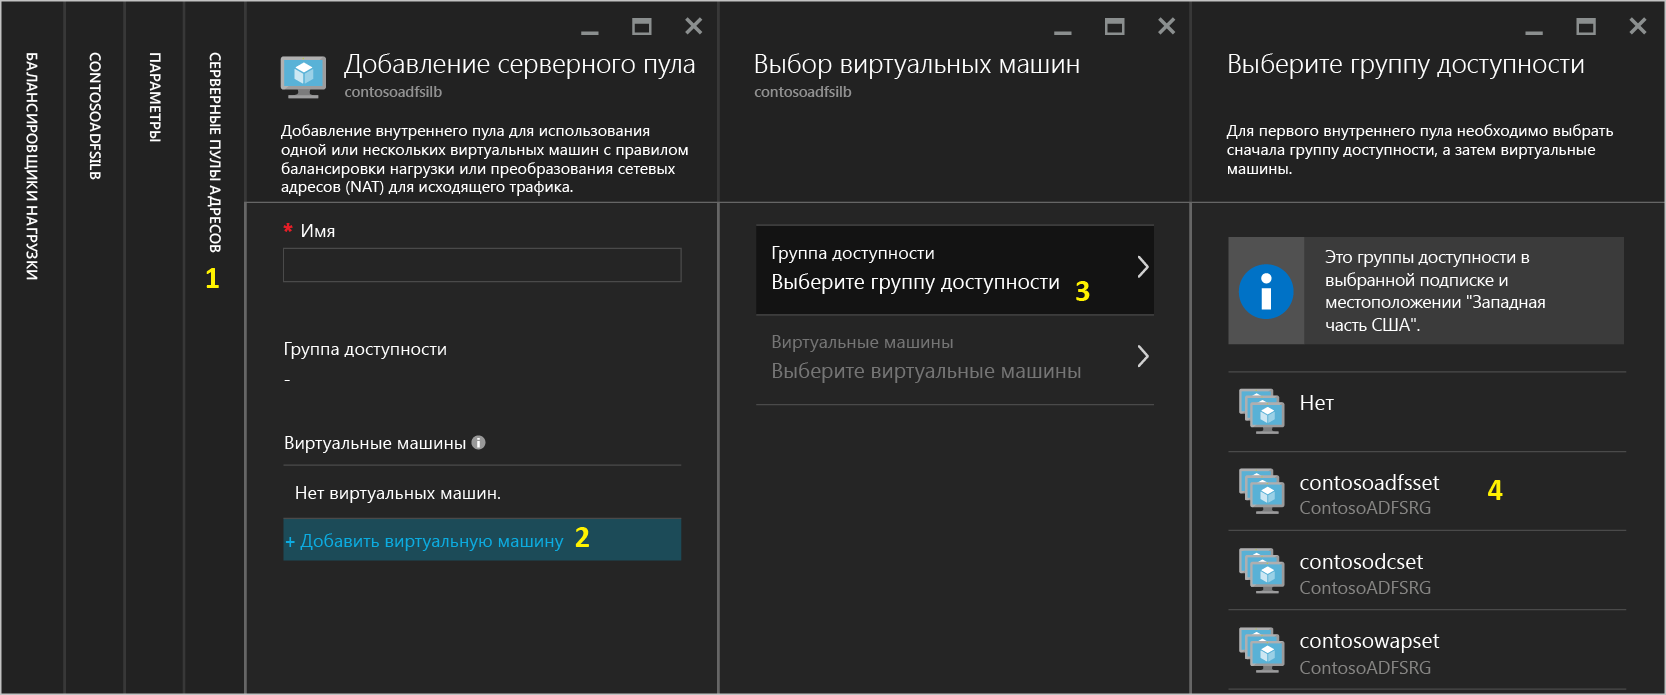 БАЛАНСИРОВЩИКИ НАГРУЗКИ
CONTOSOADFSILB
ПАРАМЕТРЫ
СЕРВЕРНЫЕ ПУЛЫ АДРЕСОВ
1
Добавление серверного пула
contosoadfsilb
Добавление внутреннего пула для использования
одной или нескольких виртуальных машин с правилом
балансировки нагрузки или преобразования сетевых
адресов (NAT) для исходящего трафика.
* Имя
Группа доступности
-
Виртуальные машины
Нет виртуальных машин.
+ Добавить виртуальную машину 2
Выбор виртуальных машин
contosoadfsilb
Группа доступности
Выберите группу доступности 3
Виртуальные машины
Выберите виртуальные машины
Выберите группу доступности
Для первого внутреннего пула необходимо выбрать
сначала группу доступности, а затем виртуальные
машины.
Это группы доступности в
выбранной подписке и
местоположении "Западная
часть США".
Нет
contosoadfsset 4
ContosoADFSRG
contosodcset
ContosoADFSRG
contosowapset
ContosoADFSRG